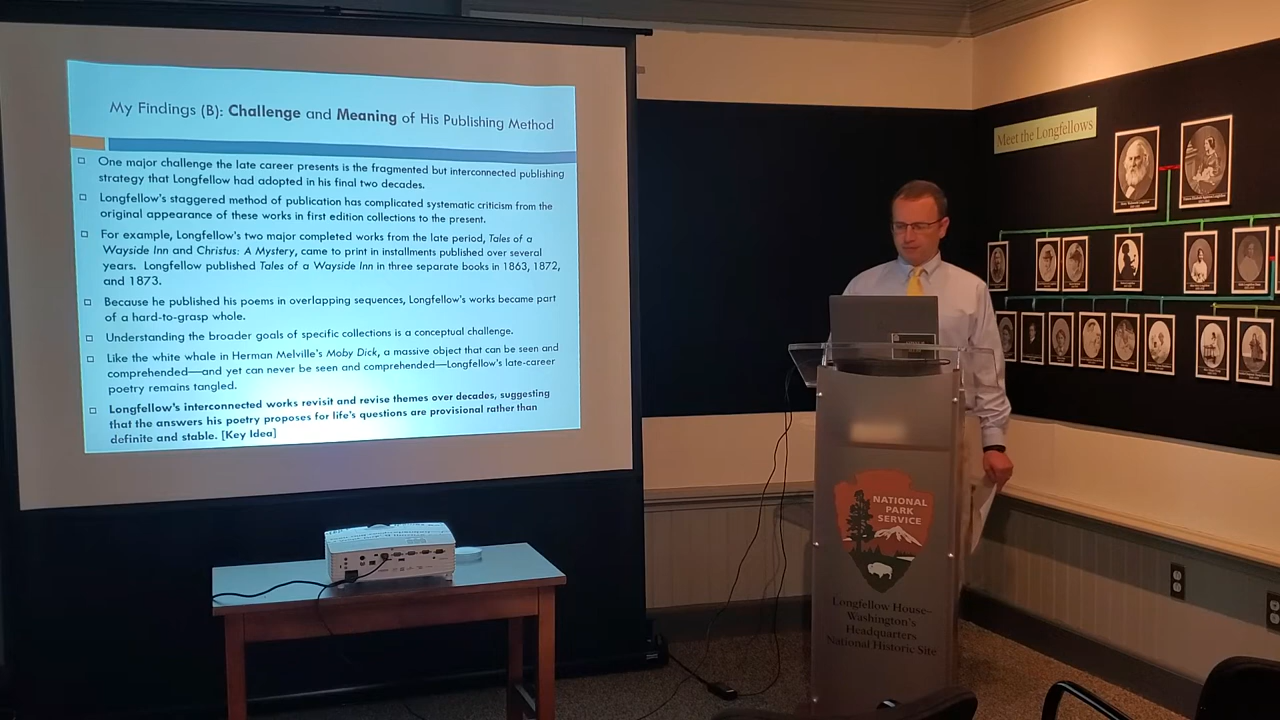 My Findings (B): Challenge and Meaning of His Publishing Method
One major challenge the late career presents is the fragmented but interconnected publishing
strategy that Longfellow had adopted in his final two decades.
Longfellow's staggered method of publication has complicated systematic criticism from the
original appearance of these works in first edition collections to the present.
For example, Longfellow's two major completed works from the late period, Tales of a
Wayside Inn and Christus: A Mystery, came to print in installments published over several
years. Longfellow published Tales of a Wayside Inn in three separate books in 1863, 1872,
and 1873.
Because he published his poems in overlapping sequences, Longfellow's works became part
of a hard-to-grasp whole.
Understanding the broader goals of specific collections is a conceptual challenge.
Like the white whale in Herman Melville's Moby Dick, a massive object that can be seen and
comprehended—and yet can never be seen and comprehended—Longfellow's late-career
poetry remains tangled.
Longfellow's interconnected works revisit and revise themes over decades, suggesting
that the answers his poetry proposes for life's questions are provisional rather than
definite and stable. [Key Idea]
Meet the Longfellows
NATIONAL
PARK
SERVICE
Longfellow House–
Washington's
Headquarters
National Historic Site